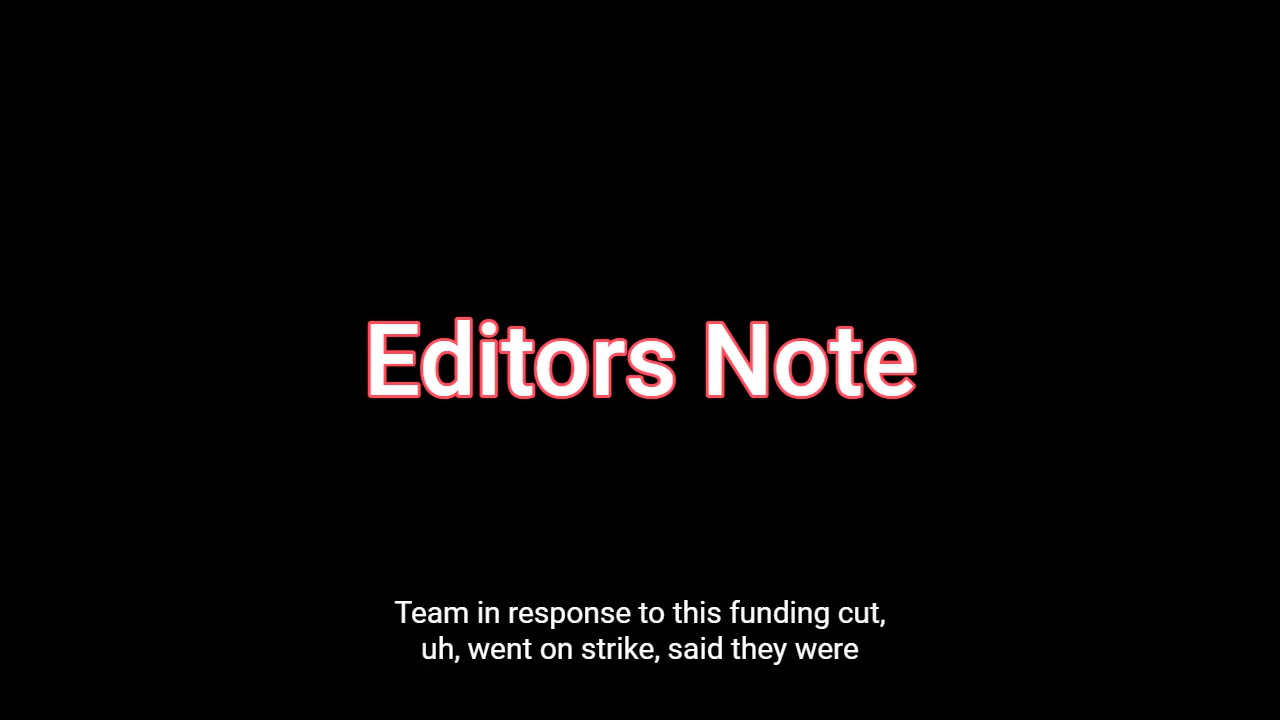 Editors Note
Team in response to this funding cut,
uh, went on strike, said they were